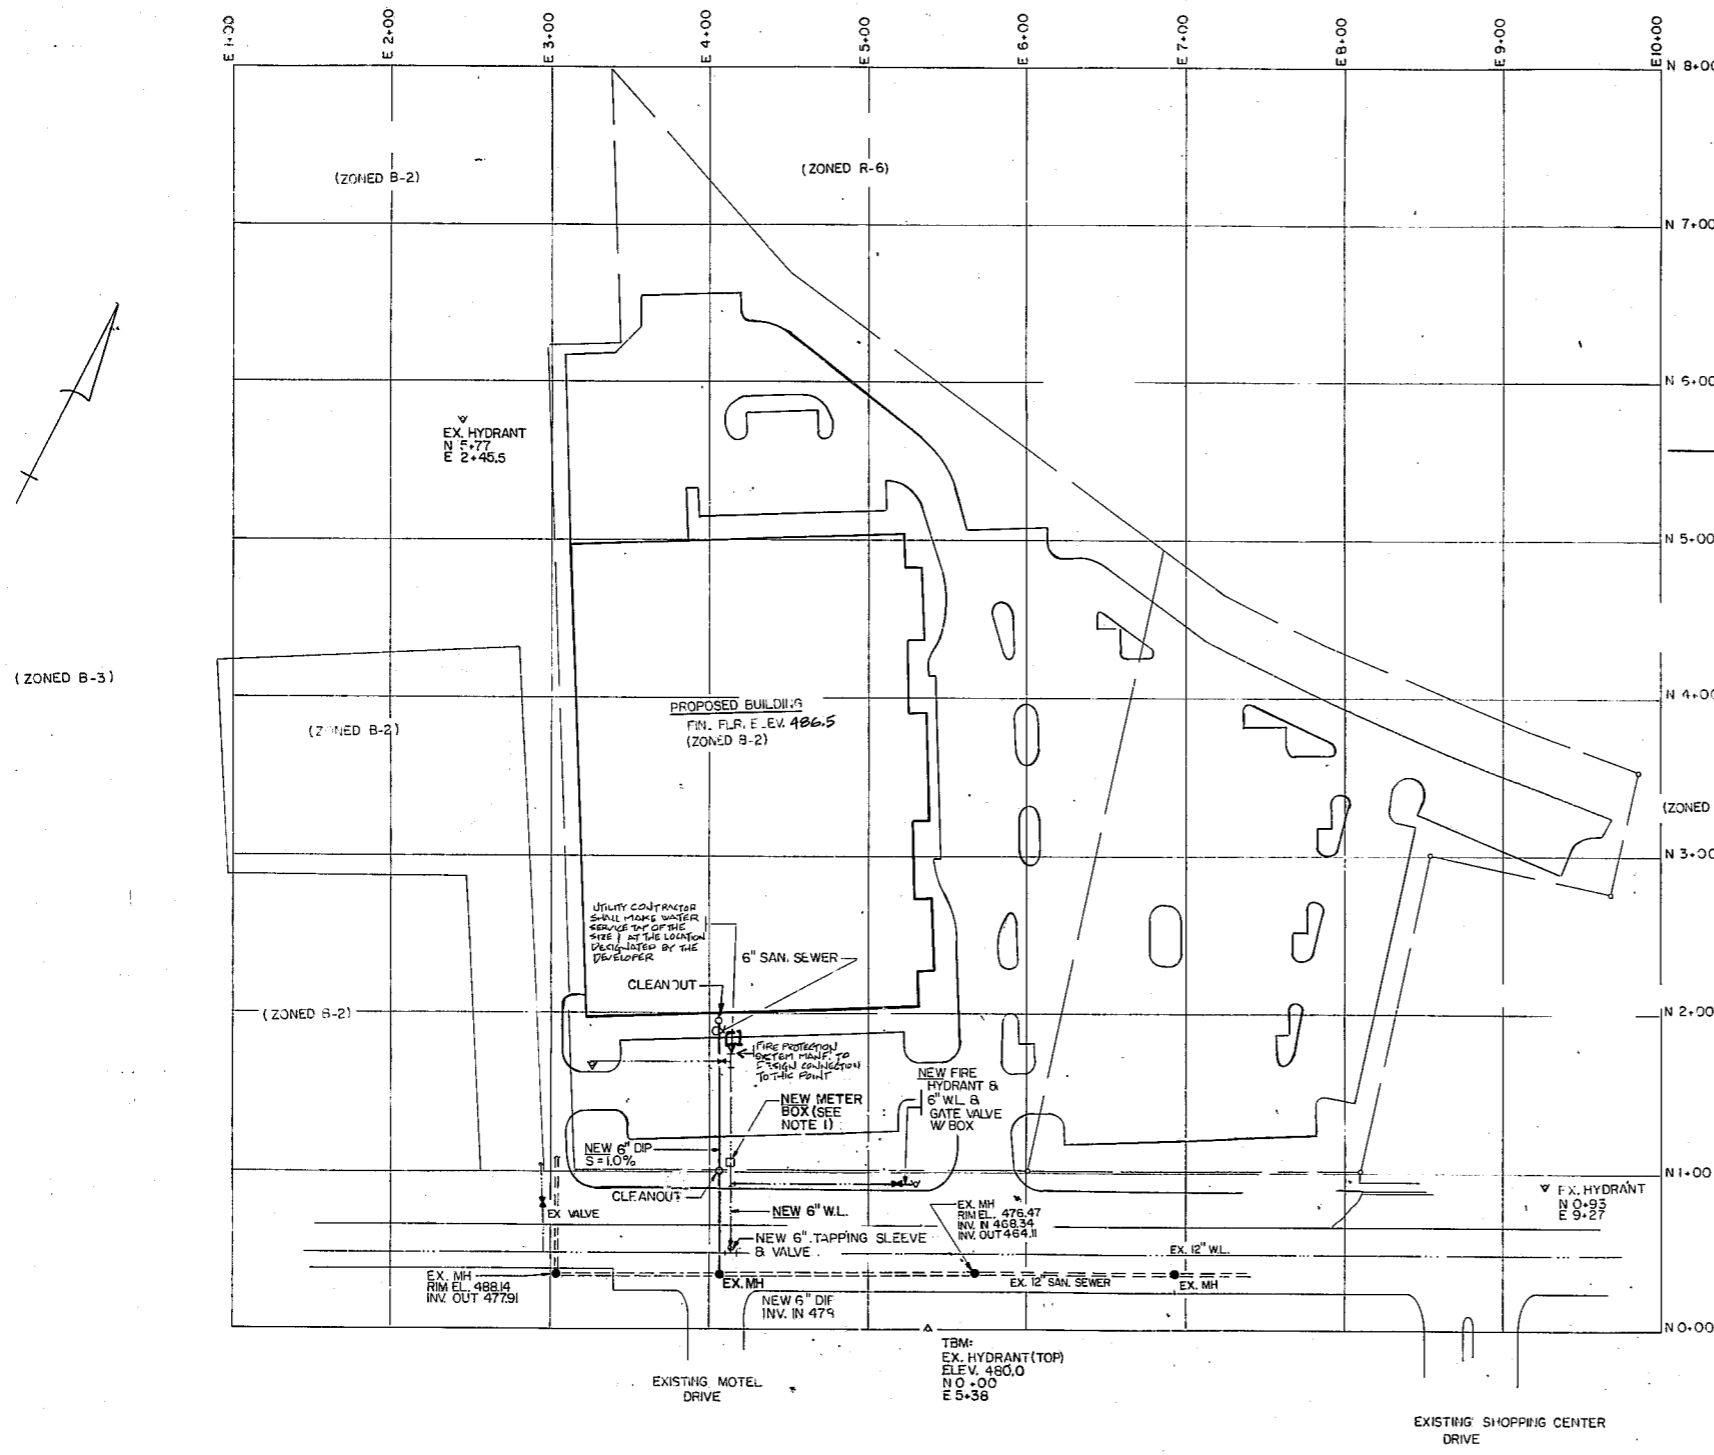 E 1+00
E 2+00
E 3+00
E 4+00
E 5+00
E 6+00
E 7+00
E 8+00
E 9+00
E 10+00
N 8+00
(ZONED B-2)
(ZONED R-6)
N 7+00
N 6+00
EX. HYDRANT
N 5+77
E 2+45.5
N 5+00
(ZONED B-3)
N 4+00
PROPOSED BUILDING
FIN. FLR. ELEV. 486.5
(ZONED B-2)
(ZONED B-2)
(ZONED
N 3+00
UTILITY CONTRACTOR
SHALL MAKE WATER
SERVICE TAP OF THE
SIZE & AT THE LOCATION
DESIGNATED BY THE
DEVELOPER
6" SAN. SEWER
CLEANOUT
(ZONED B-2)
N 2+00
FIRE PROTECTION
SYSTEM MANF. TO
DESIGN CONNECTION
TO THIS POINT
NEW FIRE
HYDRANT &
6" W.L. &
GATE VALVE
W/BOX
NEW METER
BOX (SEE
NOTE 1)
NEW 6" DIP
S=1.0%
N 1+00
CLEANOUT
EX. HYDRANT
N 0+93
E 9+27
EX VALVE
NEW 6" W.L.
EX. MH
RIM EL. 476.47
INV. IN 468.34
INV. OUT 464.11
NEW 6" TAPPING SLEEVE
& VALVE
EX. 12" W.L.
EX. MH
RIM EL. 488.14
INV. OUT 477.91
EX. MH
EX. 12" SAN. SEWER
EX. MH
NEW 6" DIP
INV. IN 479
N 0+00
TBM:
EX. HYDRANT (TOP)
ELEV. 480.0
N 0+00
E 5+38
EXISTING MOTEL
DRIVE
EXISTING SHOPPING CENTER
DRIVE